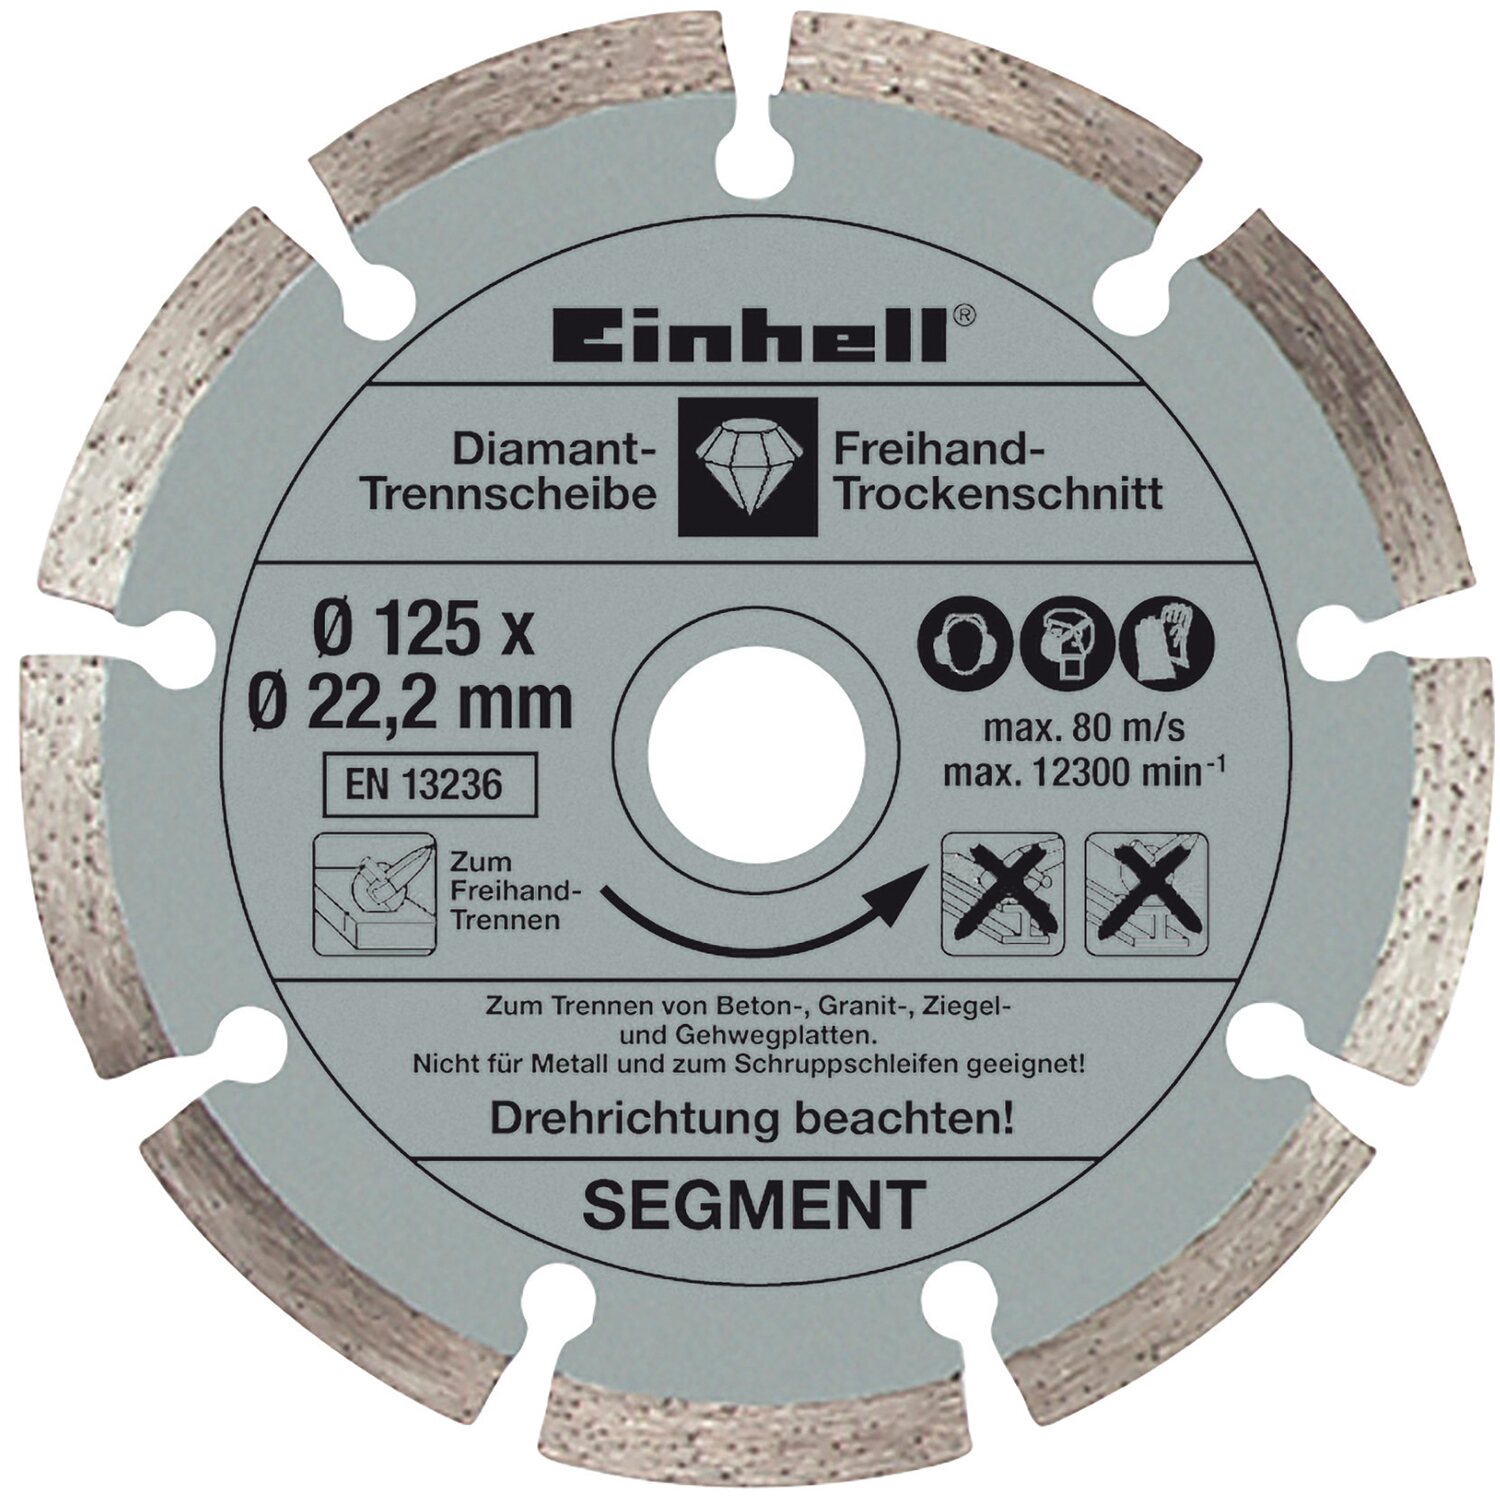 Einhell®
Diamant-
Trennscheibe
Freihand-
Trockenschnitt
Ø 125 x
Ø 22,2 mm
EN 13236
max. 80 m/s
max. 12300 min⁻¹
Zum
Freihand-
Trennen
Zum Trennen von Beton-, Granit-, Ziegel-
und Gehwegplatten.
Nicht für Metall und zum Schruppschleifen geeignet!
Drehrichtung beachten!
SEGMENT